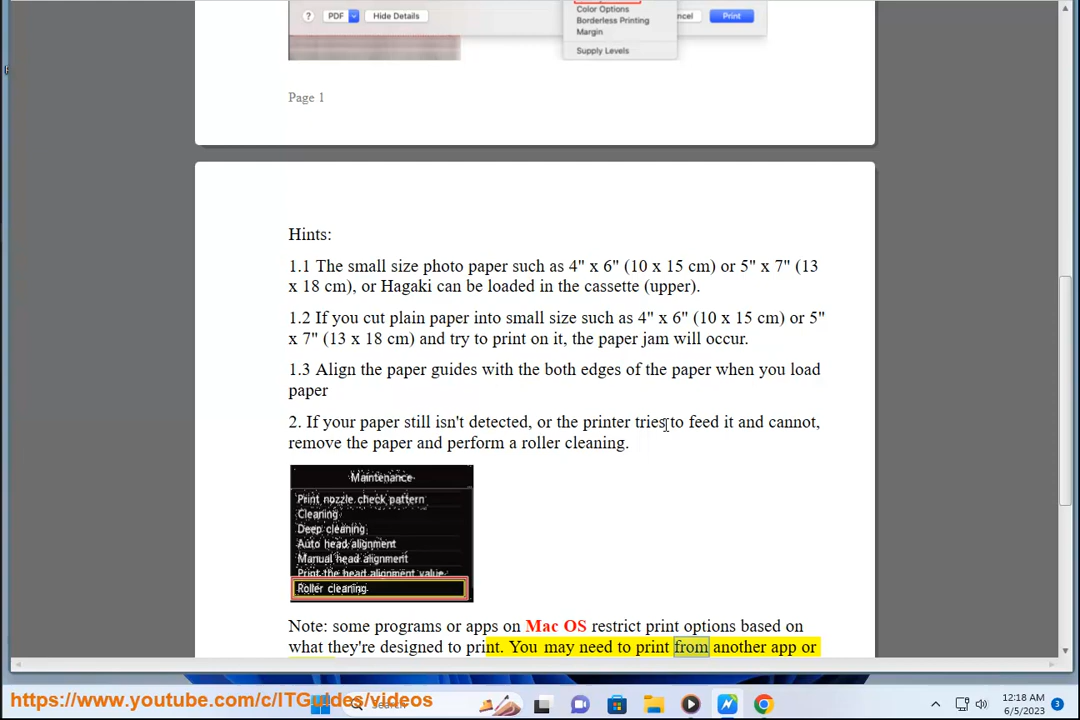 Color Options
? PDF Hide Details ncel Print
Borderless Printing
Margin
Supply Levels
Page 1
Hints:
1.1 The small size photo paper such as 4" x 6" (10 x 15 cm) or 5" x 7" (13
x 18 cm), or Hagaki can be loaded in the cassette (upper).
1.2 If you cut plain paper into small size such as 4" x 6" (10 x 15 cm) or 5"
x 7" (13 x 18 cm) and try to print on it, the paper jam will occur.
1.3 Align the paper guides with the both edges of the paper when you load
paper
2. If your paper still isn't detected, or the printer tries to feed it and cannot,
remove the paper and perform a roller cleaning.
Maintenance
Print nozzle check pattern
Cleaning
Deep cleaning
Auto head alignment
Manual head alignment
Print the head alignment value
Roller cleaning
Note: some programs or apps on Mac OS restrict print options based on
what they're designed to print. You may need to print from another app or
https://www.youtube.com/c/ITGuides/videos
Search
12:18 AM
6/5/2023
3